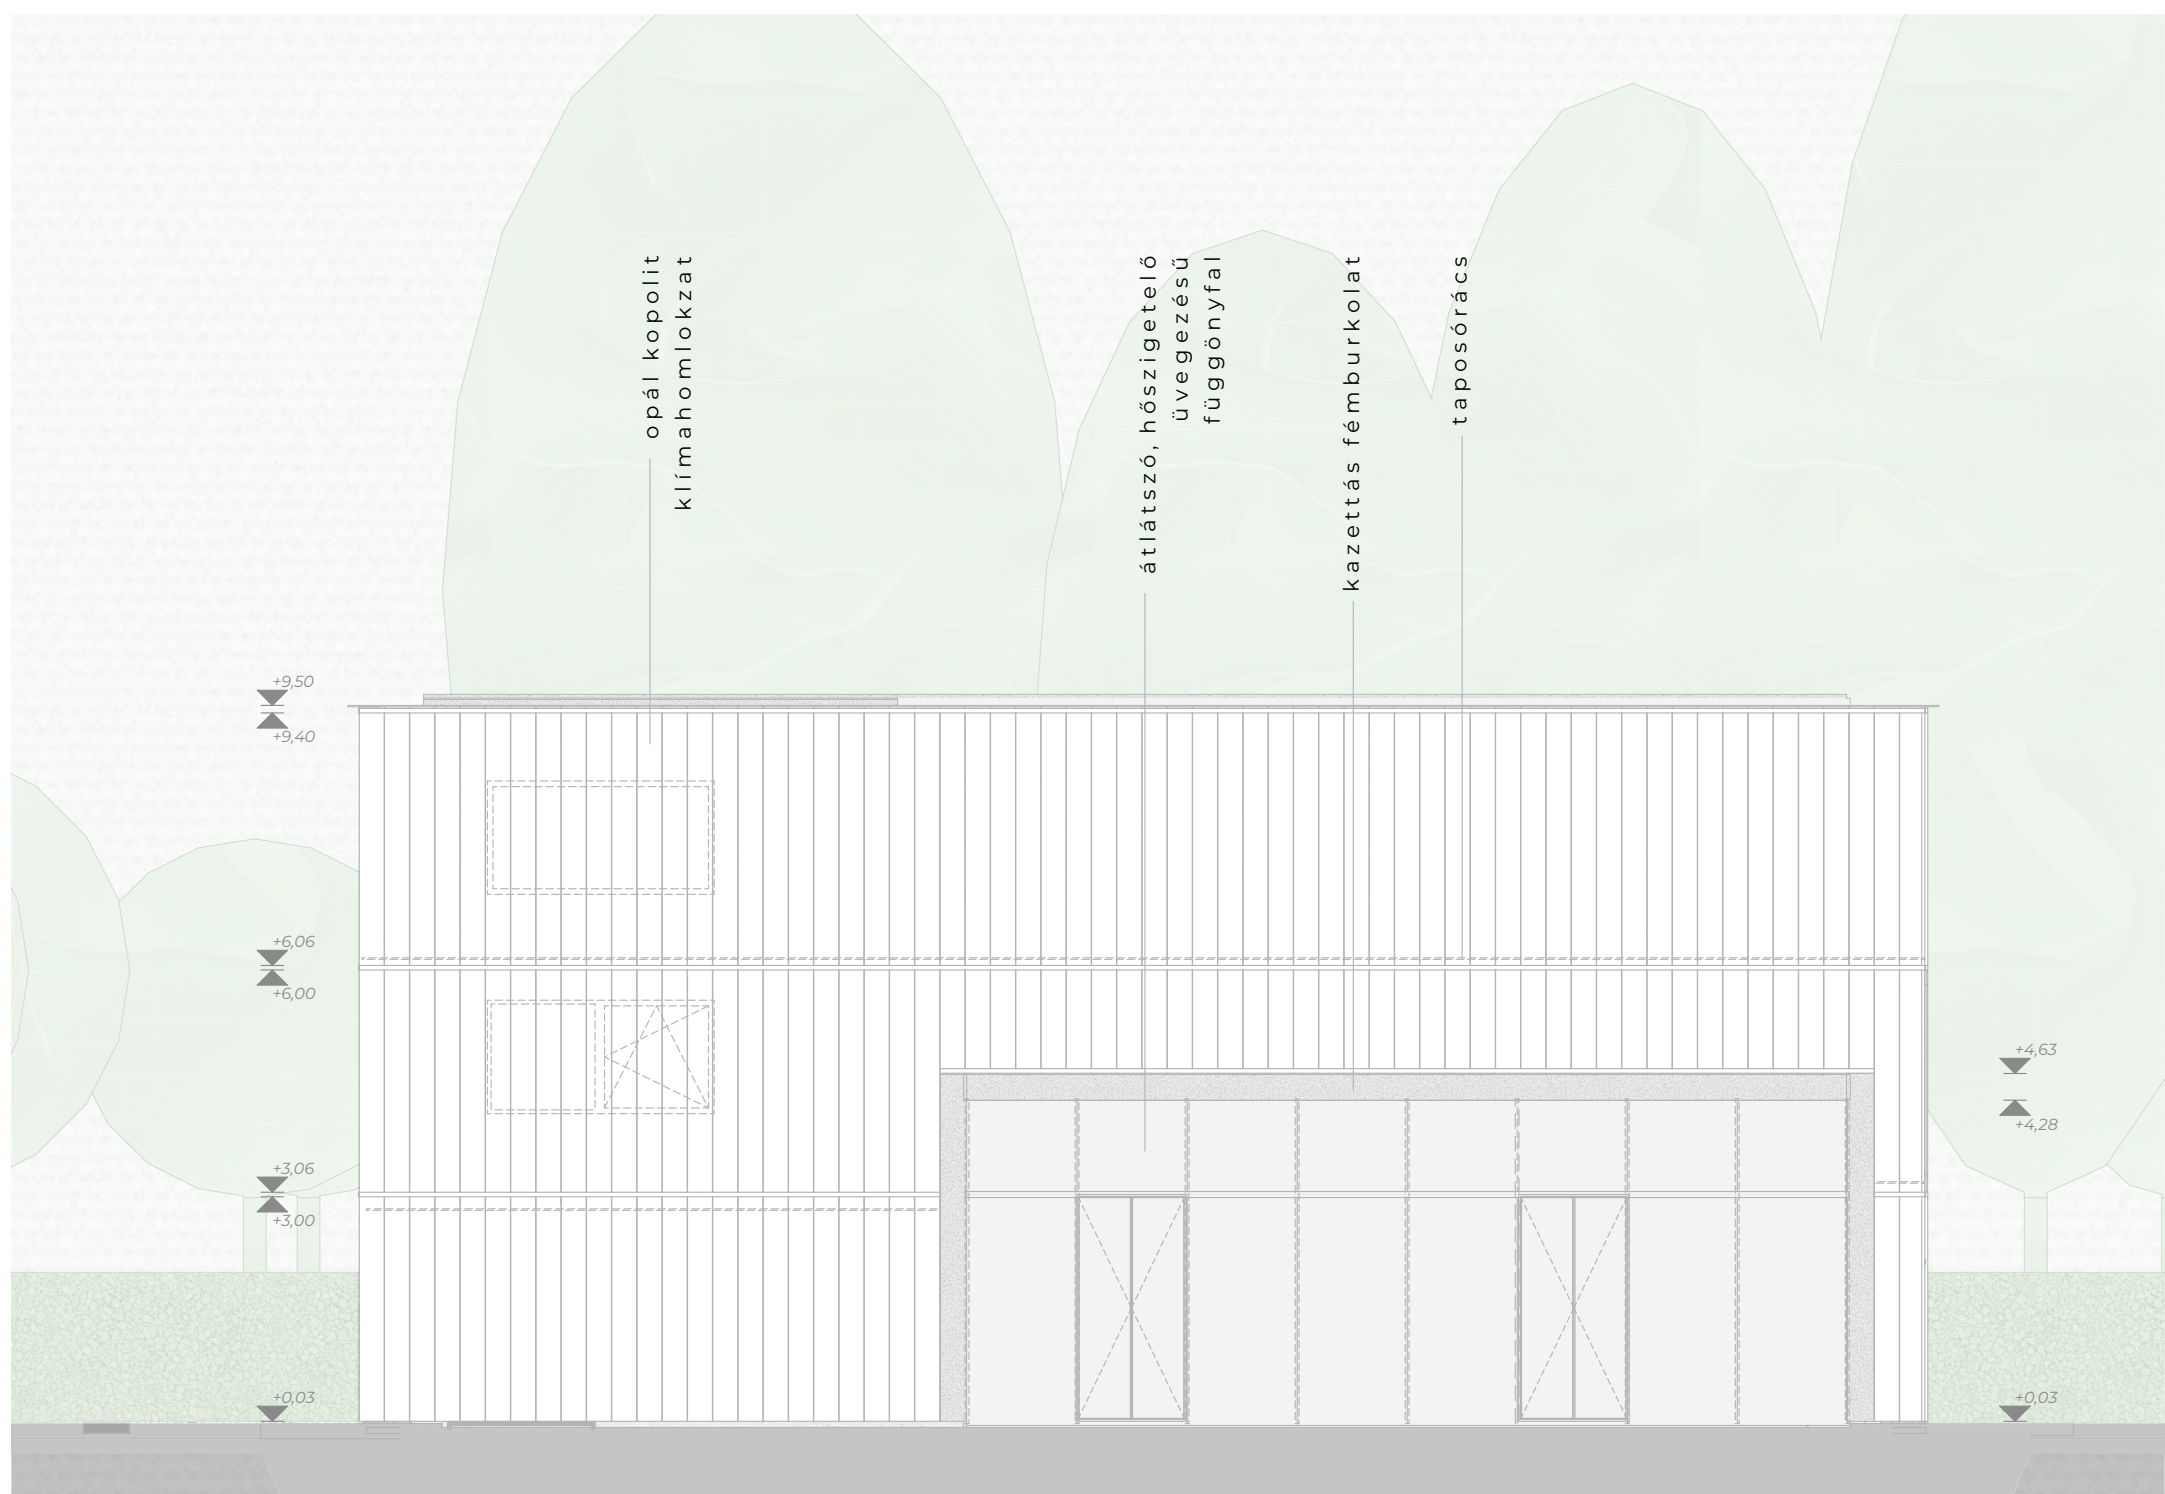 opál kopolit
klímahomlokzat
átlátszó, hőszigetelő
üvegezésű
függönyfal
kazettás fémburkolat
taposórács
+9,50
+9,40
+6,06
+6,00
+4,63
+4,28
+3,06
+3,00
+0,03
+0,03